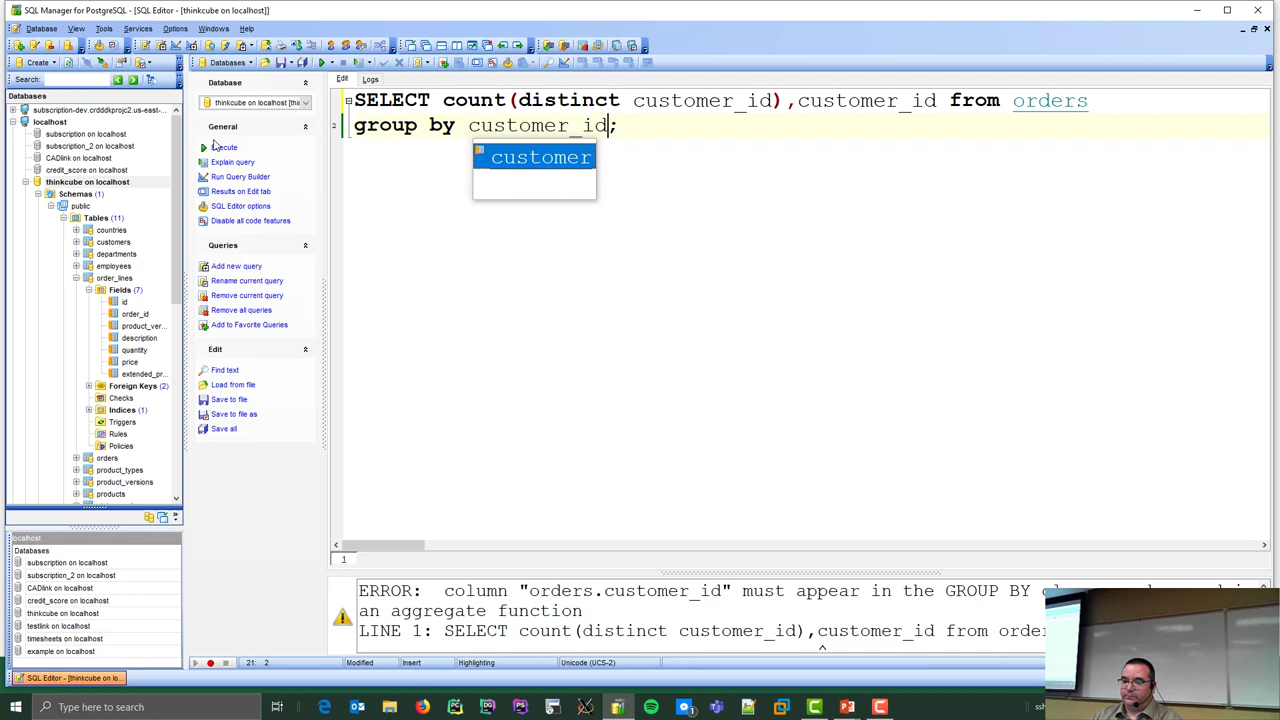 SQL Manager for PostgreSQL - [SQL Editor - [thinkcube on localhost]]
Database View Tools Services Options Windows Help
Create
Databases
Search:
Databases
subscription-dev.crdddkprojc2.us-east-
localhost
subscription on localhost
subscription_2 on localhost
CADlink on localhost
credit_score on localhost
thinkcube on localhost
Schemas (1)
public
Tables (11)
countries
customers
departments
employees
order_lines
Fields (7)
id
order_id
product_ver...
description
quantity
price
extended_pr...
Foreign Keys (2)
Checks
Indices (1)
Triggers
Rules
Policies
orders
product_types
product_versions
products
localhost
Databases
subscription on localhost
subscription_2 on localhost
CADlink on localhost
credit_score on localhost
thinkcube on localhost
testlink on localhost
timesheets on localhost
example on localhost
Database
thinkcube on localhost [thin
General
Execute
Explain query
Run Query Builder
Results on Edit tab
SQL Editor options
Disable all code features
Queries
Add new query
Rename current query
Remove current query
Remove all queries
Add to Favorite Queries
Edit
Find text
Load from file
Save to file
Save to file as
Save all
Edit Logs
SELECT count(distinct customer_id),customer_id from orders
2 group by customer_id;
customer
1
ERROR: column "orders.customer_id" must appear in the GROUP BY
an aggregate function
LINE 1: SELECT count(distinct customer_id),customer_id from order
^
21: 2 Modified Insert Highlighting Unicode (UCS-2)
SQL Editor - [thinkcube on localhost]
Type here to search